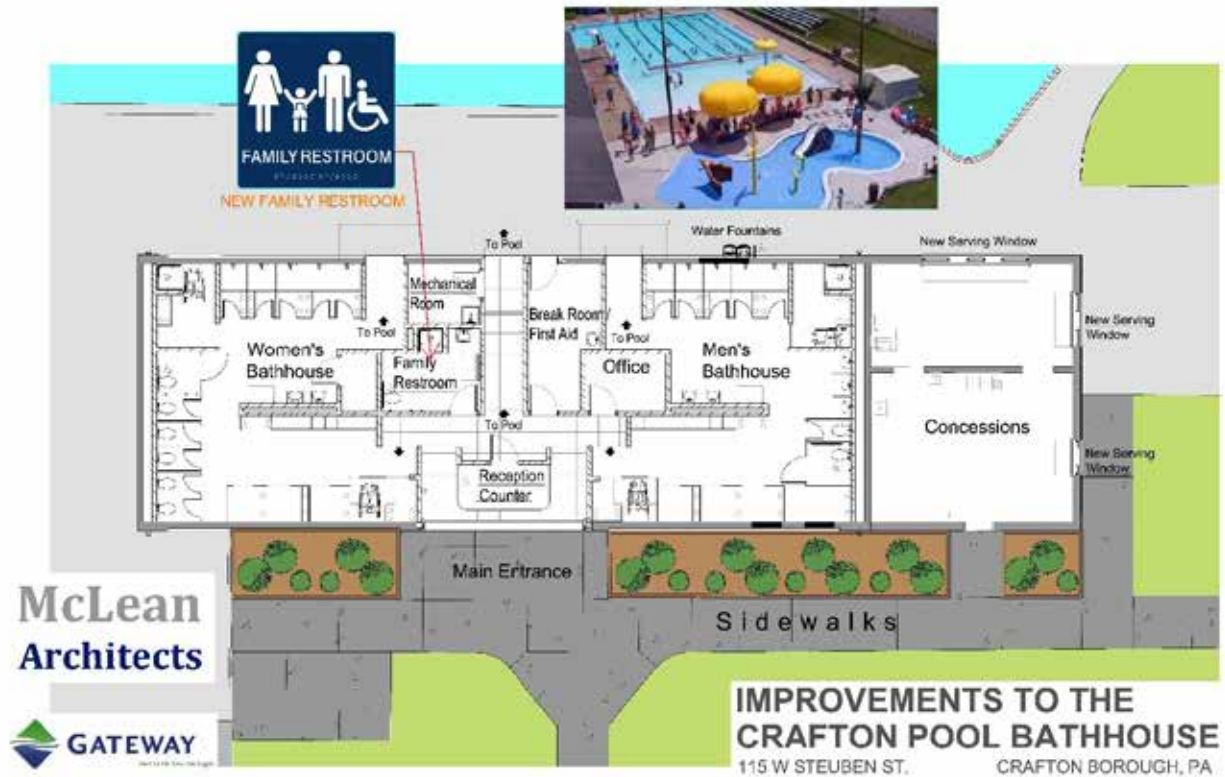 FAMILY RESTROOM
NEW FAMILY RESTROOM
To Pool
Water Fountains
New Serving Window
Mechanical
Room
Break Room/
First Aid
To Pool
To Pool
New Serving
Window
Women's
Bathhouse
Family
Restroom
Office
Men's
Bathhouse
To Pool
Concessions
New Serving
Window
Reception
Counter
Main Entrance
Sidewalks
McLean
Architects
GATEWAY
IMPROVEMENTS TO THE
CRAFTON POOL BATHHOUSE
115 W STEUBEN ST. CRAFTON BOROUGH, PA